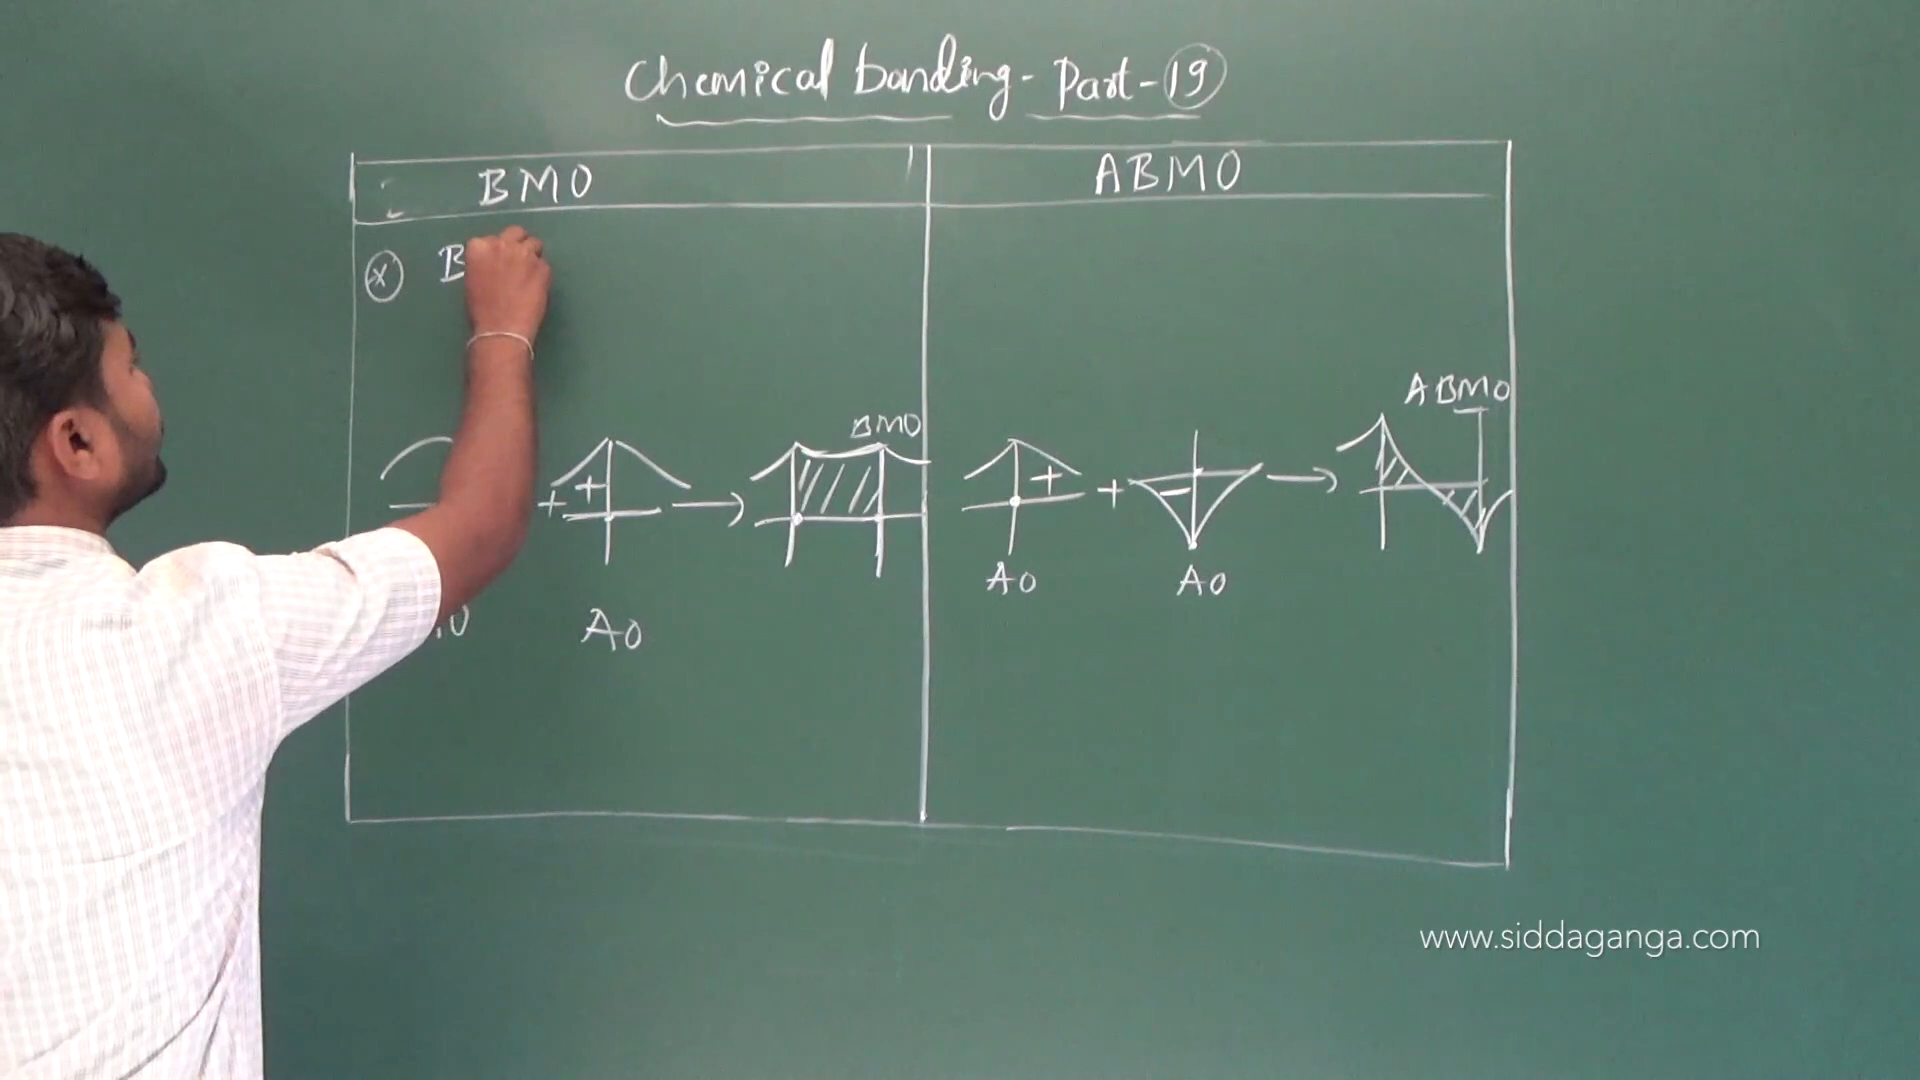 Chemical bonding - Part - 19
BMO
ABMO
* B
BMO
ABMO
+ + →
+ + - →
AO
AO
AO
www.siddaganga.com